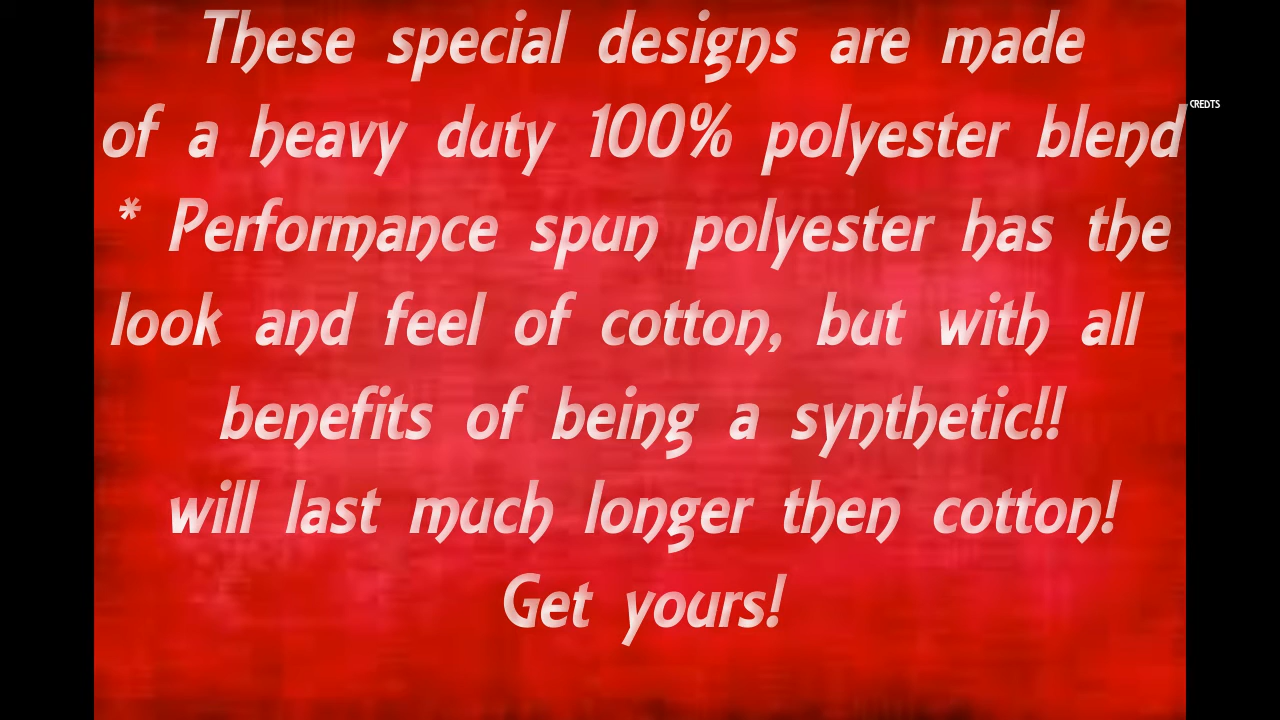 These special designs are made
of a heavy duty 100% polyester blend
CREDTS
* Performance spun polyester has the
look and feel of cotton, but with all
benefits of being a synthetic!!
will last much longer then cotton!
Get yours!